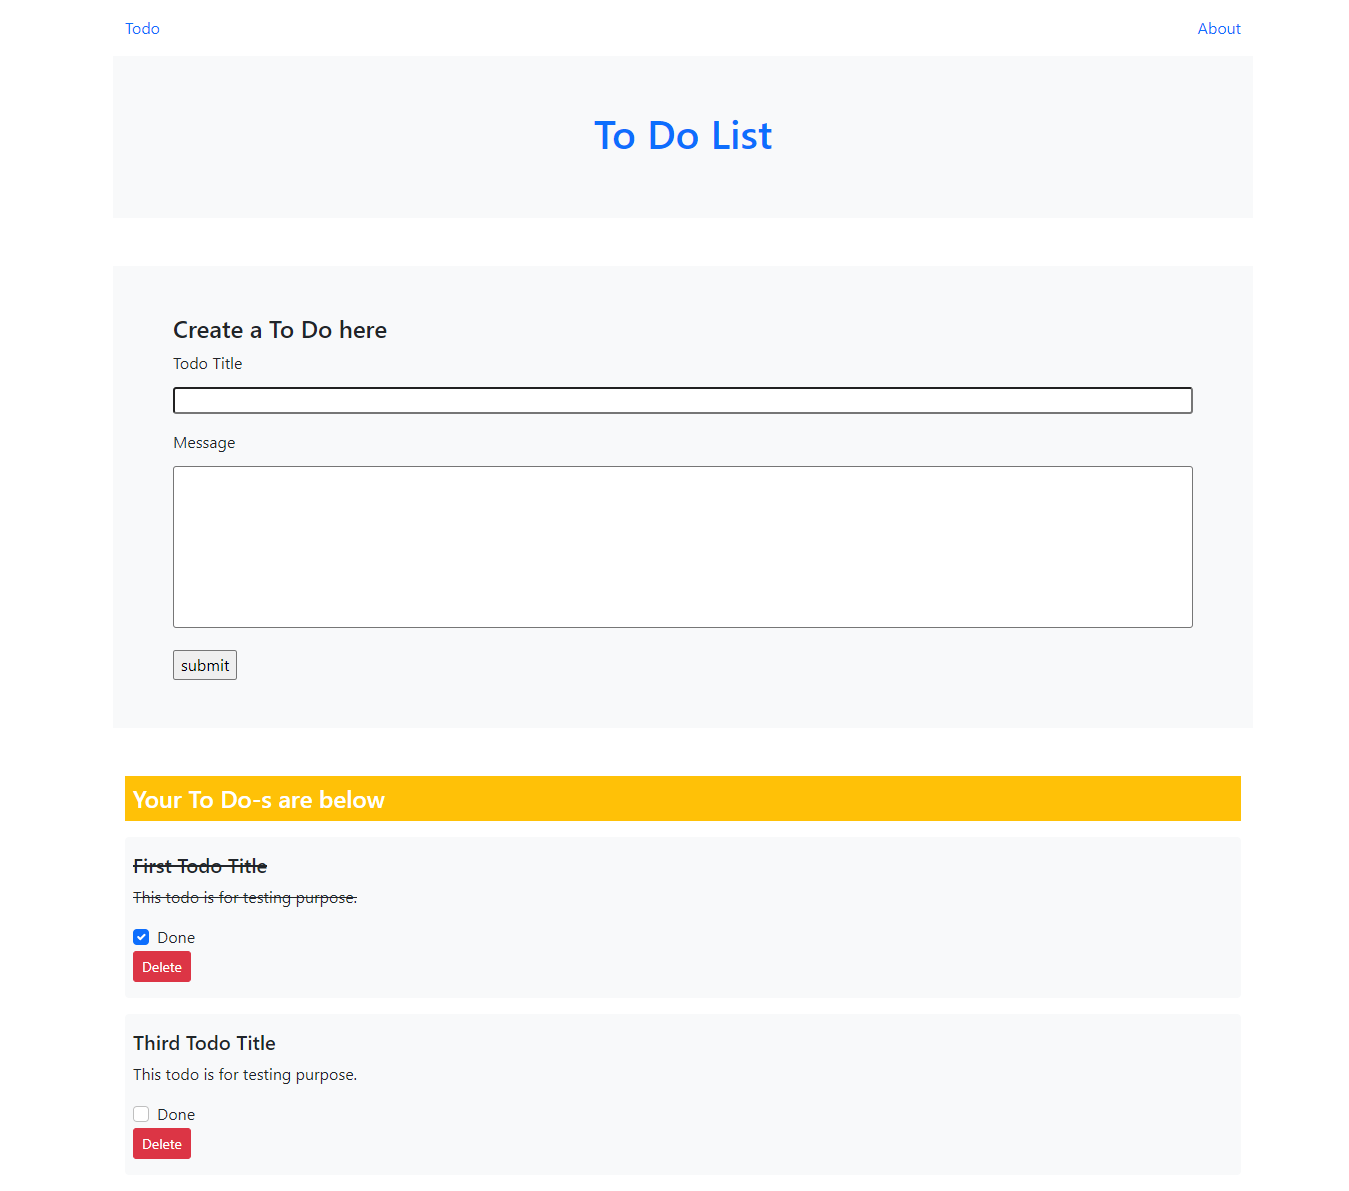 Todo
About
To Do List
Create a To Do here
Todo Title
Message
submit
Your To Do-s are below
First Todo Title
This todo is for testing purpose.
Done
Delete
Third Todo Title
This todo is for testing purpose.
Done
Delete